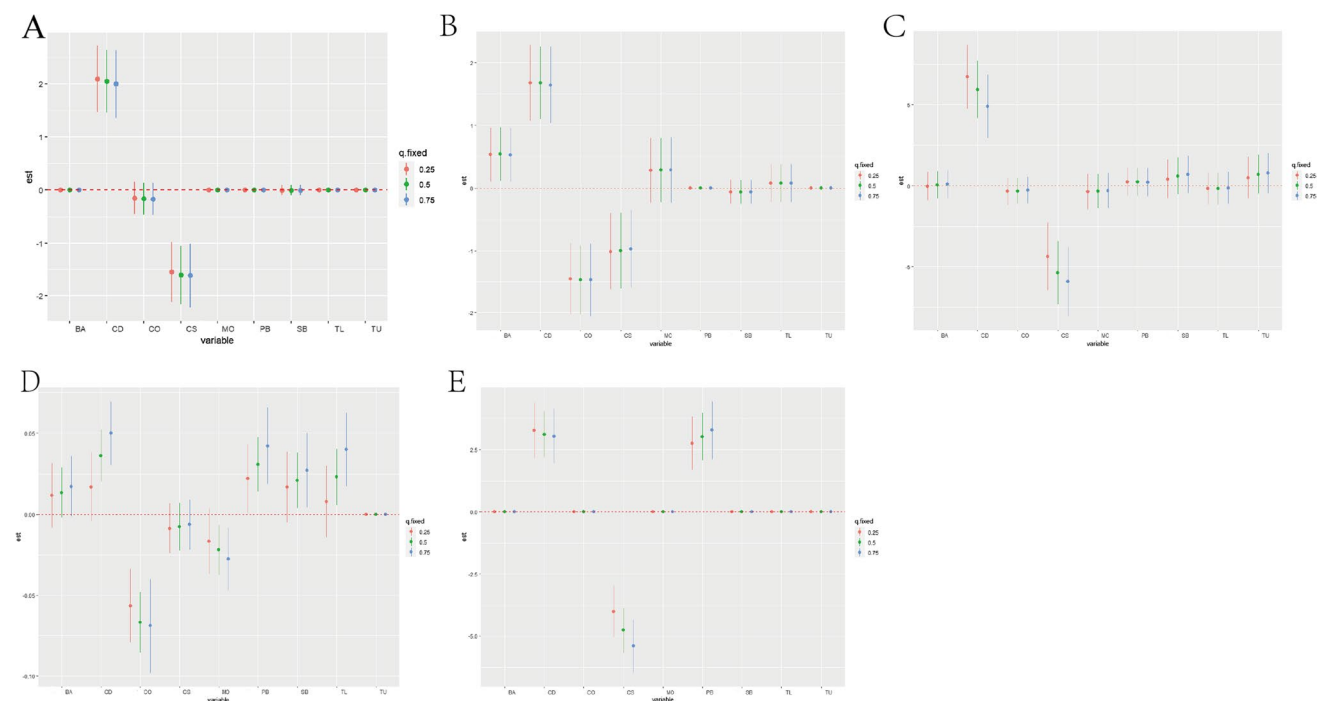 A
2
1
0
-1
-2
est
BA CD CO CS MO PB SB TL TU
variable
q.fixed
0.25
0.5
0.75
B
2
1
0
-1
-2
est
BA CD CO CS MO PB SB TL TU
variable
q.fixed
0.25
0.5
0.75
C
5
0
-5
est
BA CD CO CS MO PB SB TL TU
variable
q.fixed
0.25
0.5
0.75
D
0.05
0.00
-0.05
-0.10
est
BA CD CO CS MO PB SB TL TU
variable
q.fixed
0.25
0.5
0.75
E
2.5
0.0
-2.5
-5.0
est
BA CD CO CS MO PB SB TL TU
variable
q.fixed
0.25
0.5
0.75